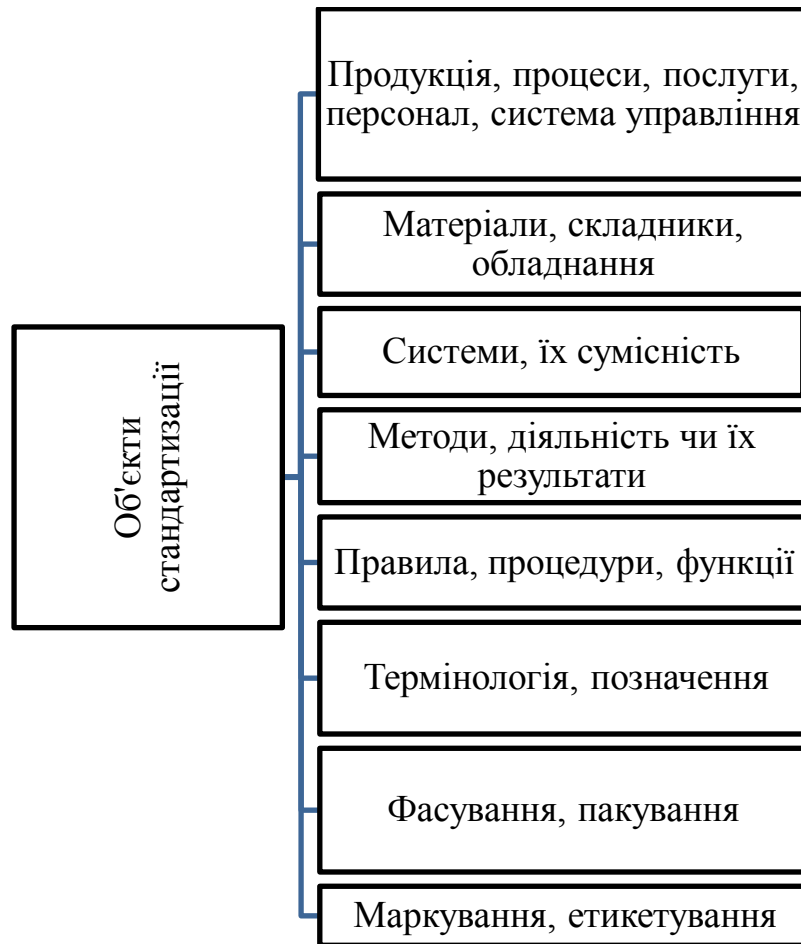 Об'єкти
стандартизації
Продукція, процеси, послуги,
персонал, система управління
Матеріали, складники,
обладнання
Системи, їх сумісність
Методи, діяльність чи їх
результати
Правила, процедури, функції
Термінологія, позначення
Фасування, пакування
Маркування, етикетування